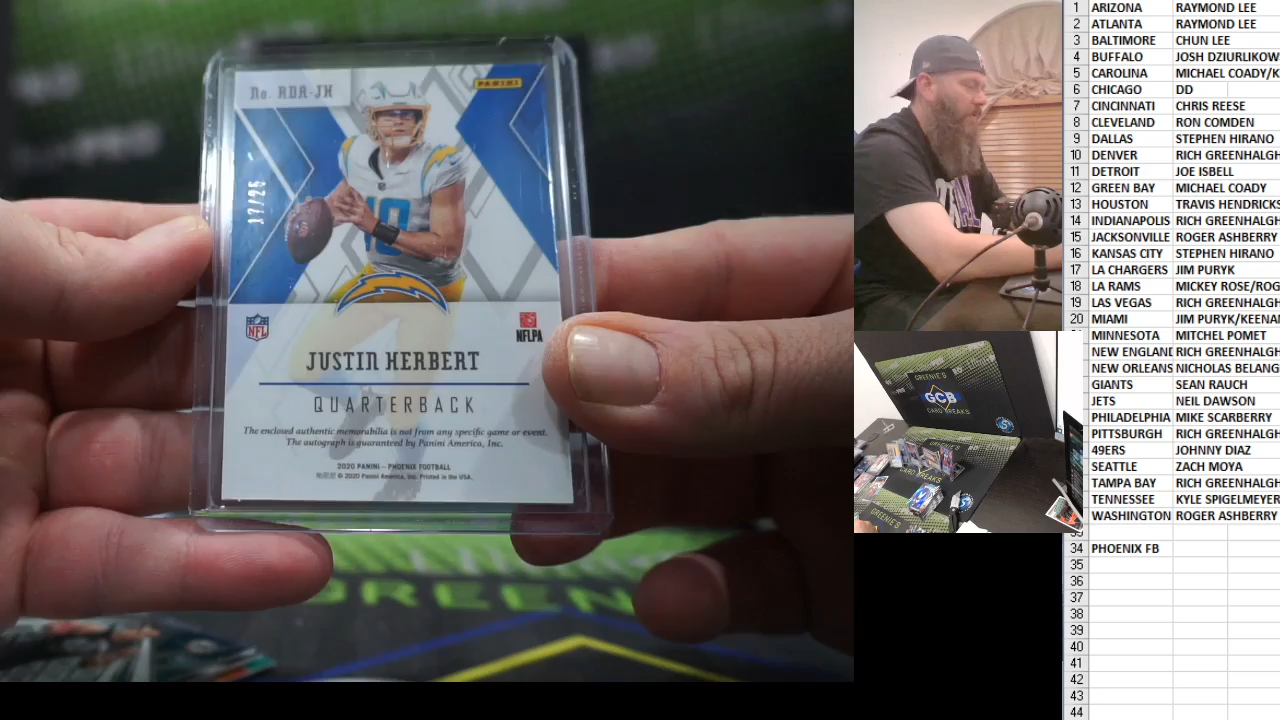 No. RDA-JH
PANINI
17/25
10
NFL
NFLPA
JUSTIN HERBERT
QUARTERBACK
The enclosed authentic memorabilia is not from any specific game or event.
The autograph is guaranteed by Panini America, Inc.
2020 PANINI – PHOENIX FOOTBALL
© 2020 Panini America, Inc. Printed in the USA.
GREEN
GREENIE'S
GCB
CARD BREAKS
CARD BREAKS
1 ARIZONA RAYMOND LEE
2 ATLANTA RAYMOND LEE
3 BALTIMORE CHUN LEE
4 BUFFALO JOSH DZIURLIKOW
5 CAROLINA MICHAEL COADY/K
6 CHICAGO DD
7 CINCINNATI CHRIS REESE
8 CLEVELAND RON COMDEN
9 DALLAS STEPHEN HIRANO
10 DENVER RICH GREENHALGH
11 DETROIT JOE ISBELL
12 GREEN BAY MICHAEL COADY
13 HOUSTON TRAVIS HENDRICKS
14 INDIANAPOLIS RICH GREENHALGH
15 JACKSONVILLE ROGER ASHBERRY
16 KANSAS CITY STEPHEN HIRANO
17 LA CHARGERS JIM PURYK
18 LA RAMS MICKEY ROSE/ROG
19 LAS VEGAS RICH GREENHALGH
20 MIAMI JIM PURYK/KEENAN
MINNESOTA MITCHEL POMET
NEW ENGLAND RICH GREENHALGH
NEW ORLEANS NICHOLAS BELANG
GIANTS SEAN RAUCH
JETS NEIL DAWSON
PHILADELPHIA MIKE SCARBERRY
PITTSBURGH RICH GREENHALGH
49ERS JOHNNY DIAZ
SEATTLE ZACH MOYA
TAMPA BAY RICH GREENHALGH
TENNESSEE KYLE SPIGELMEYER
WASHINGTON ROGER ASHBERRY
34 PHOENIX FB
35
36
37
38
39
40
41
42
43
44